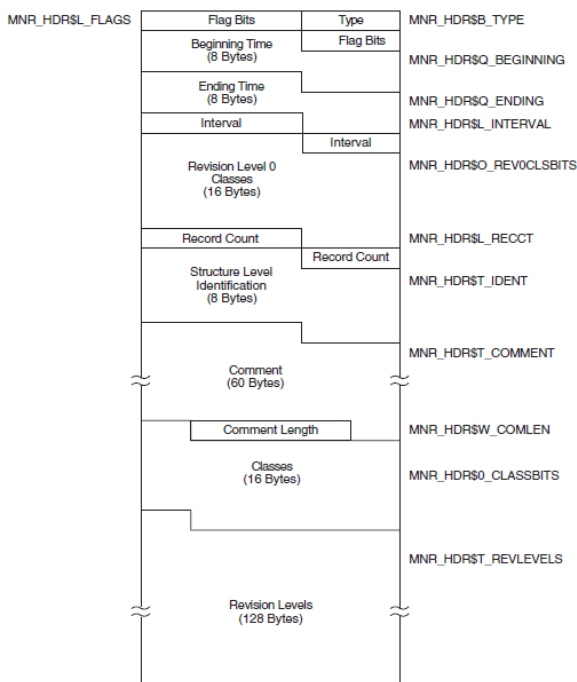 MNR_HDR$L_FLAGS Flag Bits Type MNR_HDR$B_TYPE
Beginning Time Flag Bits
(8 Bytes) MNR_HDR$Q_BEGINNING
Ending Time
(8 Bytes) MNR_HDR$Q_ENDING
Interval MNR_HDR$L_INTERVAL
Interval
Revision Level 0 MNR_HDR$O_REV0CLSBITS
Classes
(16 Bytes)
Record Count MNR_HDR$L_RECCT
Record Count
Structure Level
Identification MNR_HDR$T_IDENT
(8 Bytes)
MNR_HDR$T_COMMENT
Comment
(60 Bytes)
Comment Length MNR_HDR$W_COMLEN
Classes
(16 Bytes) MNR_HDR$0_CLASSBITS
MNR_HDR$T_REVLEVELS
Revision Levels
(128 Bytes)